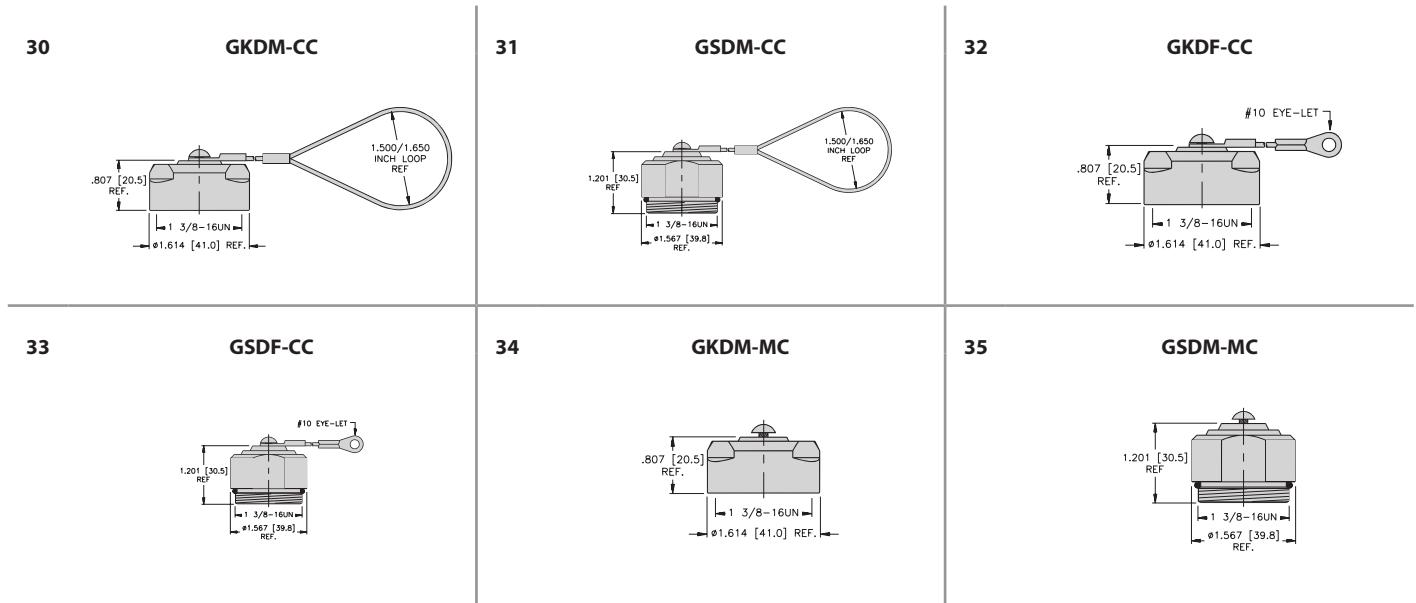 30 GKDM-CC
1.500/1.650
INCH LOOP
REF
.807 [20.5]
REF.
1 3/8-16UN
ø1.614 [41.0] REF.
31 GSDM-CC
1.500/1.650
INCH LOOP
REF
1.201 [30.5]
REF
1 3/8-16UN
ø1.567 [39.8]
REF.
32 GKDF-CC
#10 EYE-LET
.807 [20.5]
REF.
1 3/8-16UN
ø1.614 [41.0] REF.
33 GSDF-CC
#10 EYE-LET
1.201 [30.5]
REF
1 3/8-16UN
ø1.567 [39.8]
REF.
34 GKDM-MC
.807 [20.5]
REF.
1 3/8-16UN
ø1.614 [41.0] REF.
35 GSDM-MC
1.201 [30.5]
REF
1 3/8-16UN
ø1.567 [39.8]
REF.